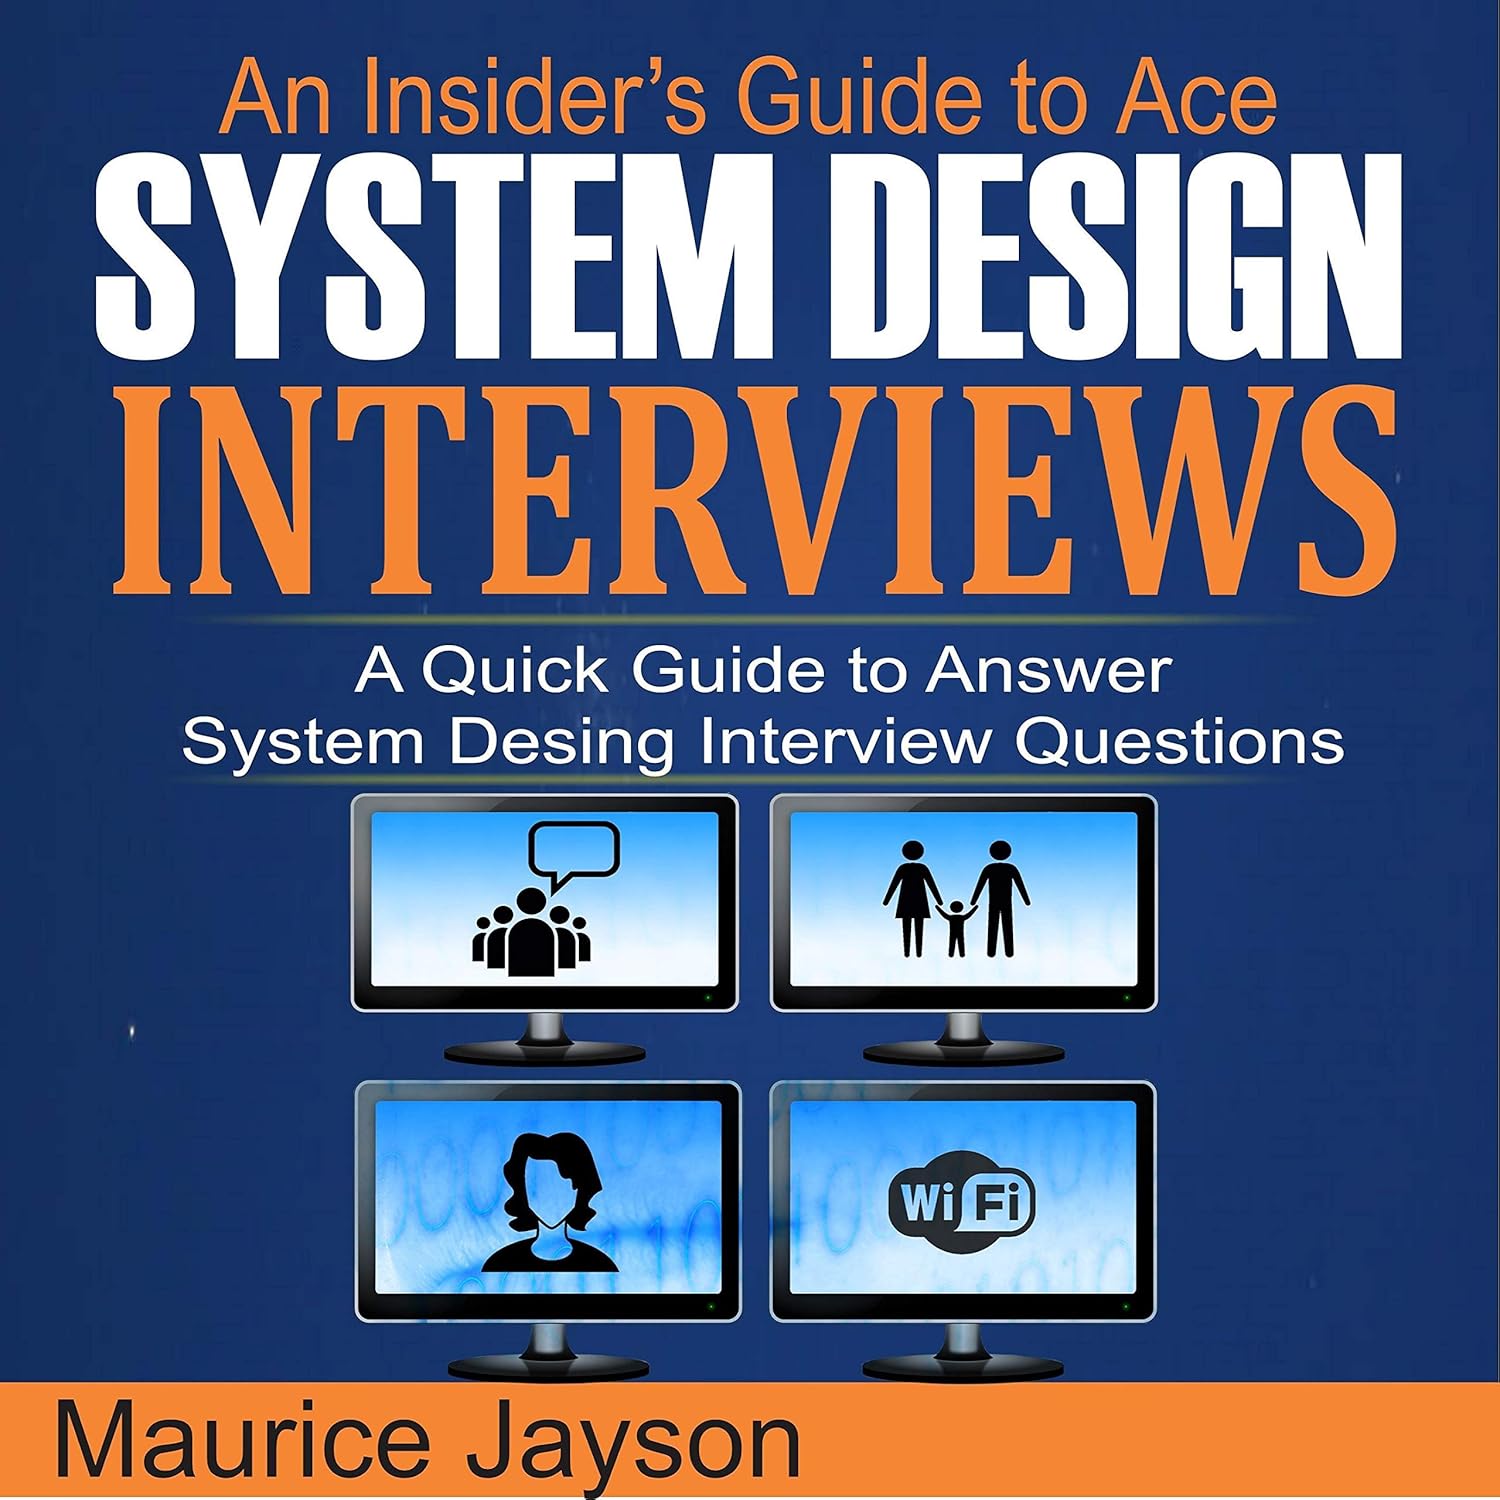 An Insider’s Guide to Ace
SYSTEM DESIGN
INTERVIEWS
A Quick Guide to Answer
System Desing Interview Questions
Wi Fi
Maurice Jayson